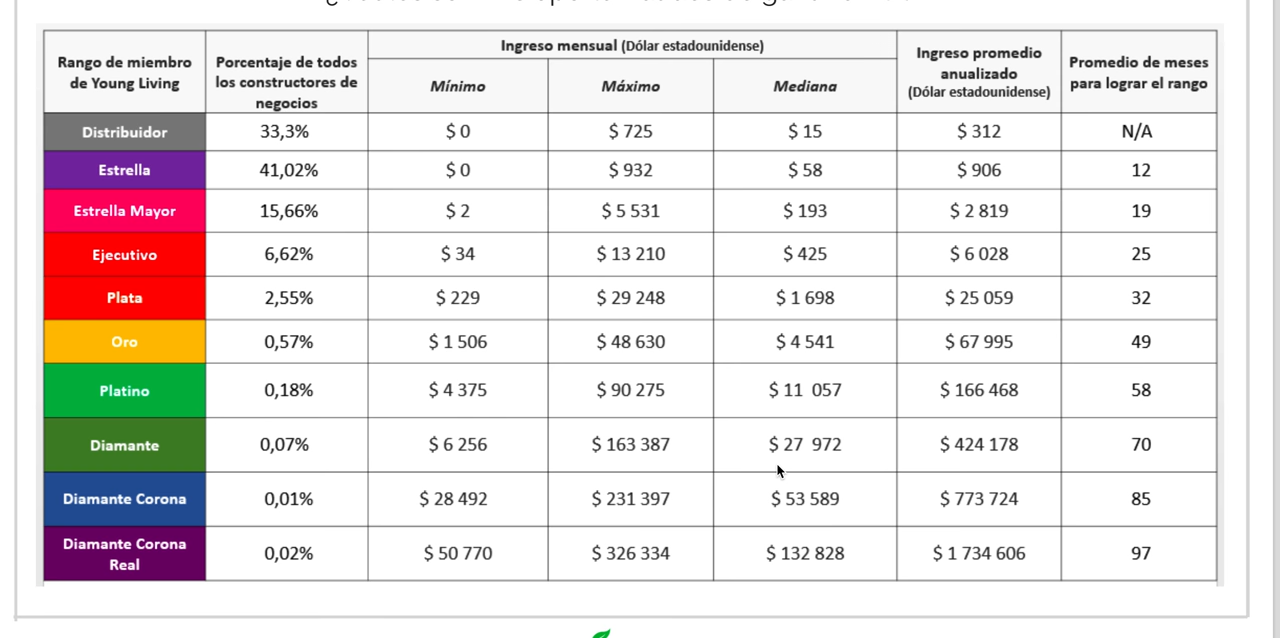 Rango de miembro de Young Living | Porcentaje de todos los constructores de negocios | Ingreso mensual (Dólar estadounidense) | Ingreso promedio anualizado (Dólar estadounidense) | Promedio de meses para lograr el rango
Mínimo | Máximo | Mediana
Distribuidor | 33,3% | $ 0 | $ 725 | $ 15 | $ 312 | N/A
Estrella | 41,02% | $ 0 | $ 932 | $ 58 | $ 906 | 12
Estrella Mayor | 15,66% | $ 2 | $ 5 531 | $ 193 | $ 2 819 | 19
Ejecutivo | 6,62% | $ 34 | $ 13 210 | $ 425 | $ 6 028 | 25
Plata | 2,55% | $ 229 | $ 29 248 | $ 1 698 | $ 25 059 | 32
Oro | 0,57% | $ 1 506 | $ 48 630 | $ 4 541 | $ 67 995 | 49
Platino | 0,18% | $ 4 375 | $ 90 275 | $ 11 057 | $ 166 468 | 58
Diamante | 0,07% | $ 6 256 | $ 163 387 | $ 27 972 | $ 424 178 | 70
Diamante Corona | 0,01% | $ 28 492 | $ 231 397 | $ 53 589 | $ 773 724 | 85
Diamante Corona Real | 0,02% | $ 50 770 | $ 326 334 | $ 132 828 | $ 1 734 606 | 97